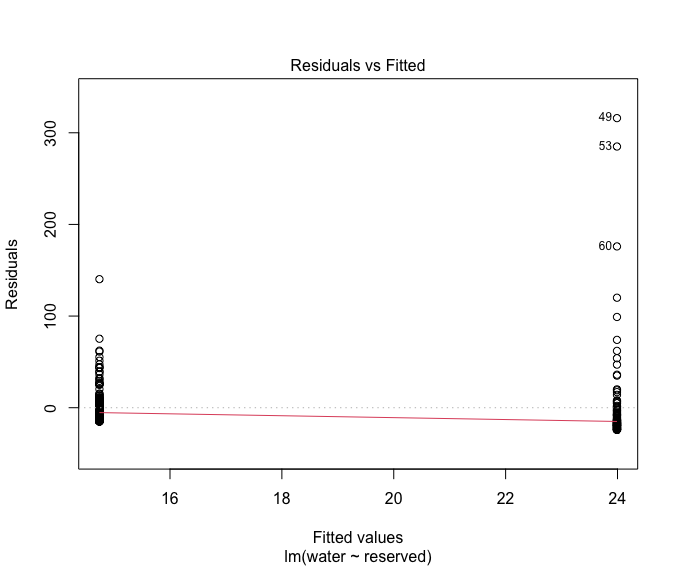 Residuals vs Fitted
49
53
60
300
200
100
0
Residuals
16 18 20 22 24
Fitted values
lm(water ~ reserved)